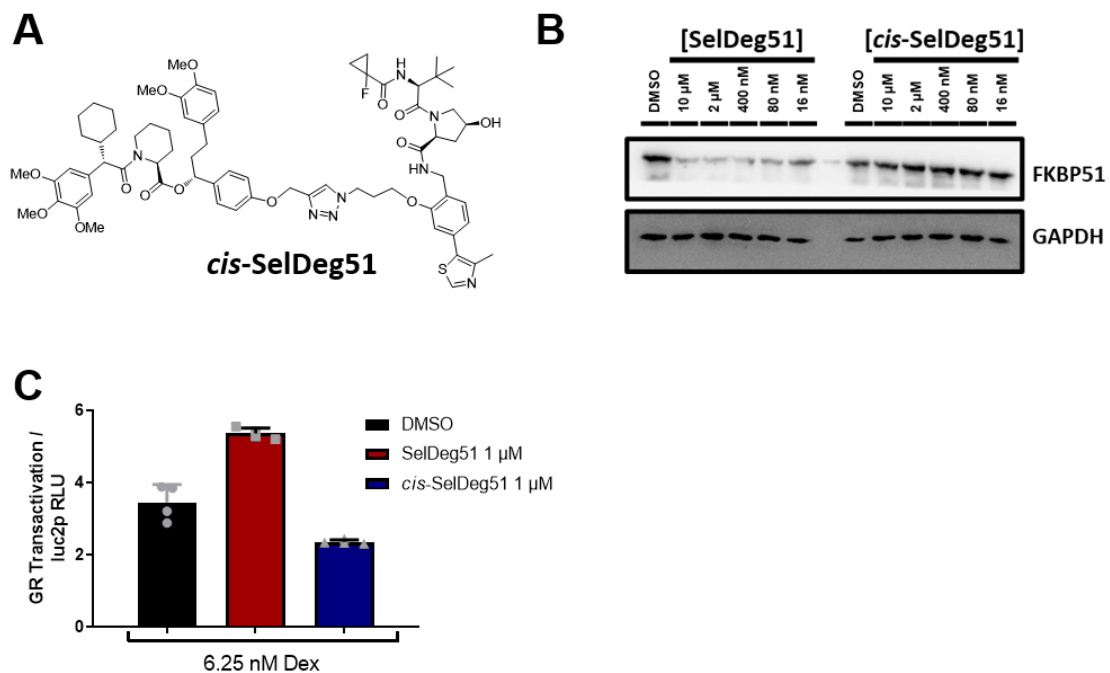 A
MeO
MeO
F
H
N
O
O
N
OH
N
O
O
O
MeO
MeO
OMe
O
HN
O
N
N=N
O
S
N
cis-SelDeg51
B
[SelDeg51]
[cis-SelDeg51]
DMSO
10 µM
2 µM
400 nM
80 nM
16 nM
DMSO
10 µM
2 µM
400 nM
80 nM
16 nM
FKBP51
GAPDH
C
GR Transactivation /
luc2p RLU
6
4
2
0
DMSO
SelDeg51 1 µM
cis-SelDeg51 1 µM
6.25 nM Dex